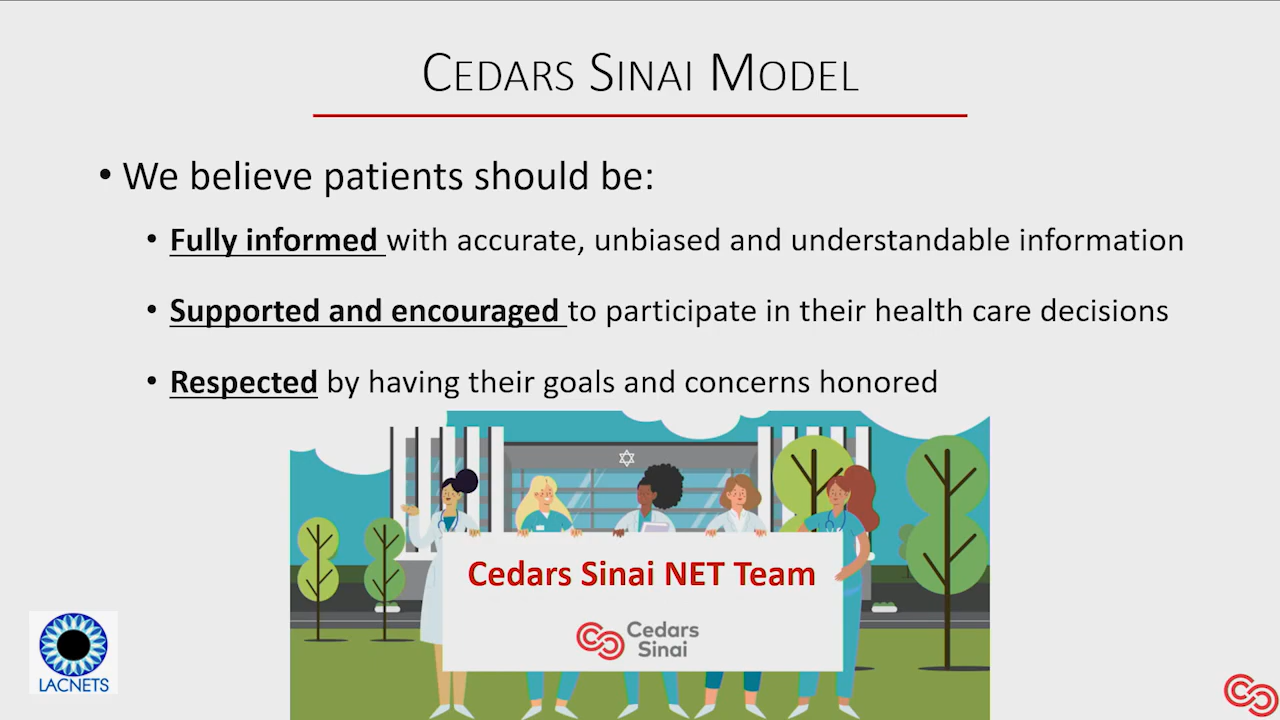 CEDARS SINAI MODEL
• We believe patients should be:
• Fully informed with accurate, unbiased and understandable information
• Supported and encouraged to participate in their health care decisions
• Respected by having their goals and concerns honored
Cedars Sinai NET Team
Cedars
Sinai
LACNETS